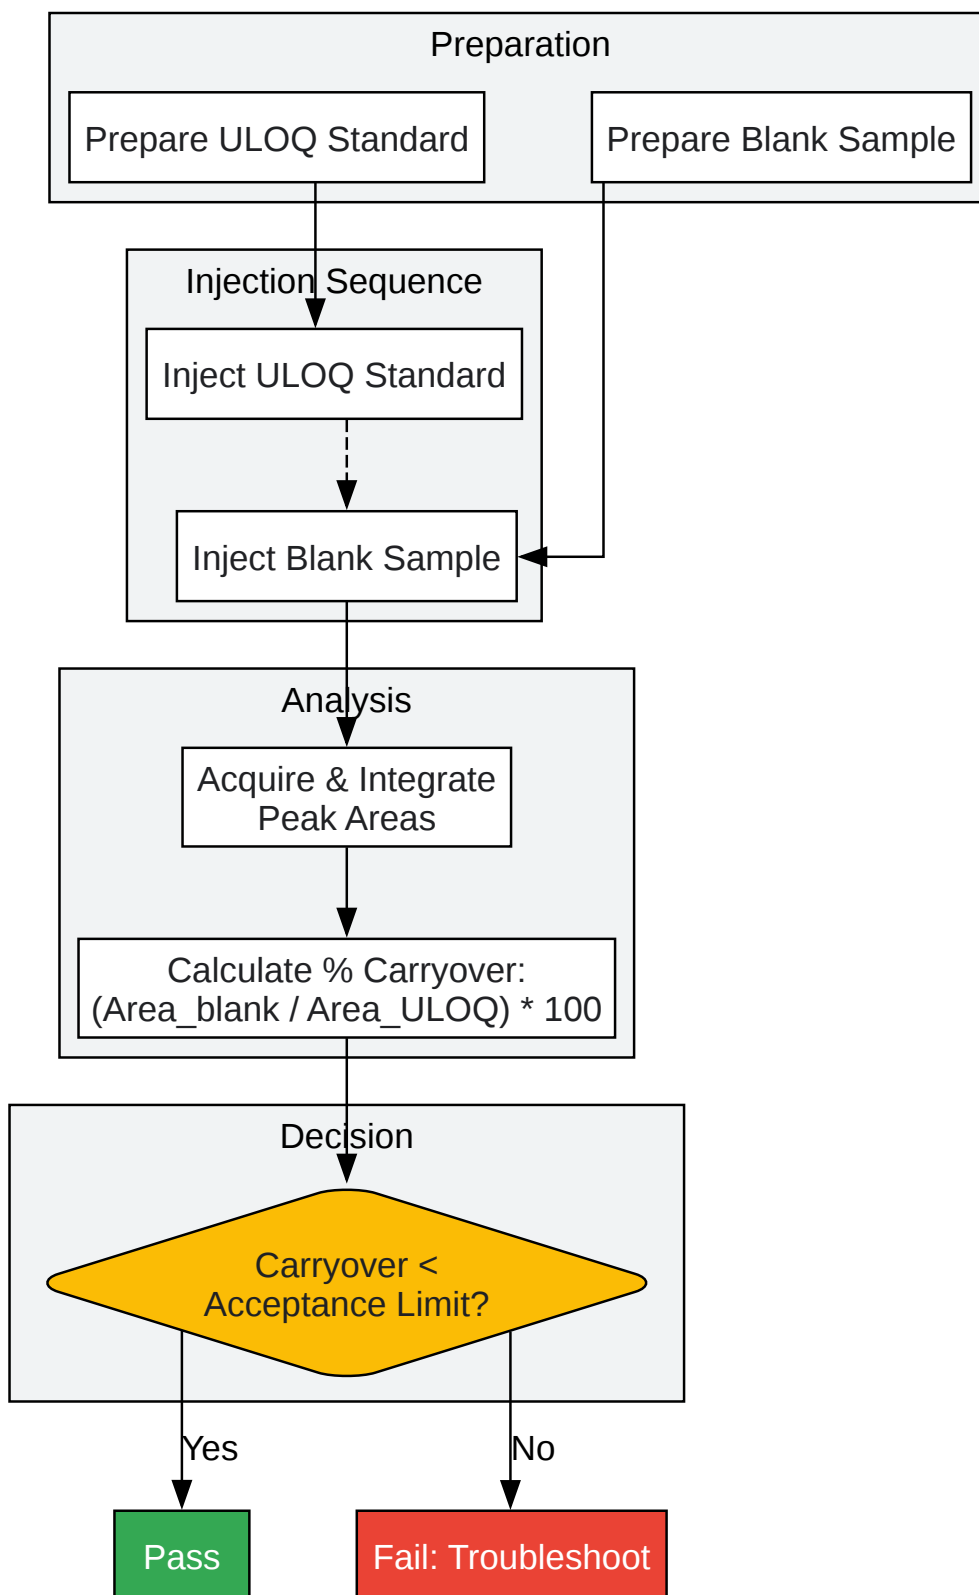 Preparation
Prepare ULOQ Standard
Prepare Blank Sample
Injection Sequence
Inject ULOQ Standard
Inject Blank Sample
Analysis
Acquire & Integrate
Peak Areas
Calculate % Carryover:
(Area_blank / Area_ULOQ) * 100
Decision
Carryover <
Acceptance Limit?
Yes
No
Pass
Fail: Troubleshoot